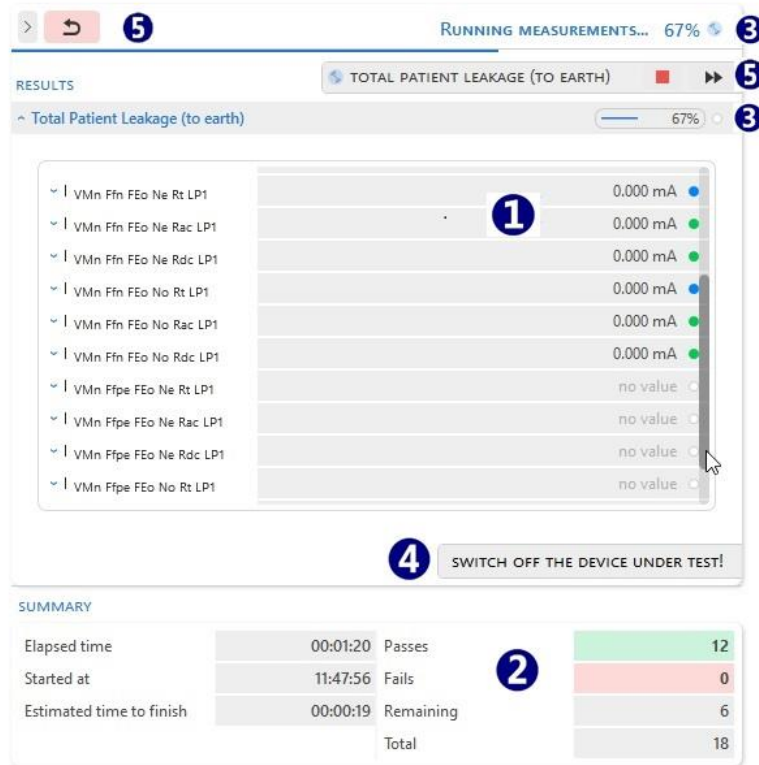 > 5 RUNNING MEASUREMENTS... 67% 3
RESULTS TOTAL PATIENT LEAKAGE (TO EARTH) 5
Total Patient Leakage (to earth) 67% 3
I VMn Ffn FEo Ne Rt LP1 0.000 mA
1
I VMn Ffn FEo Ne Rac LP1 0.000 mA
I VMn Ffn FEo Ne Rdc LP1 0.000 mA
I VMn Ffn FEo No Rt LP1 0.000 mA
I VMn Ffn FEo No Rac LP1 0.000 mA
I VMn Ffn FEo No Rdc LP1 0.000 mA
I VMn Ffpe FEo Ne Rt LP1 no value
I VMn Ffpe FEo Ne Rac LP1 no value
I VMn Ffpe FEo Ne Rdc LP1 no value
I VMn Ffpe FEo No Rt LP1 no value
4 SWITCH OFF THE DEVICE UNDER TEST!
SUMMARY
Elapsed time 00:01:20 Passes 12
Started at 11:47:56 Fails 2 0
Estimated time to finish 00:00:19 Remaining 6
Total 18